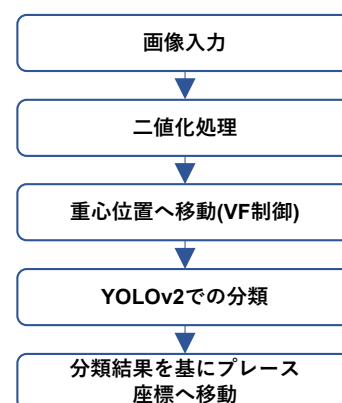 画像入力
二値化処理
重心位置へ移動(VF制御)
YOLOv2での分類
分類結果を基にプレース
座標へ移動